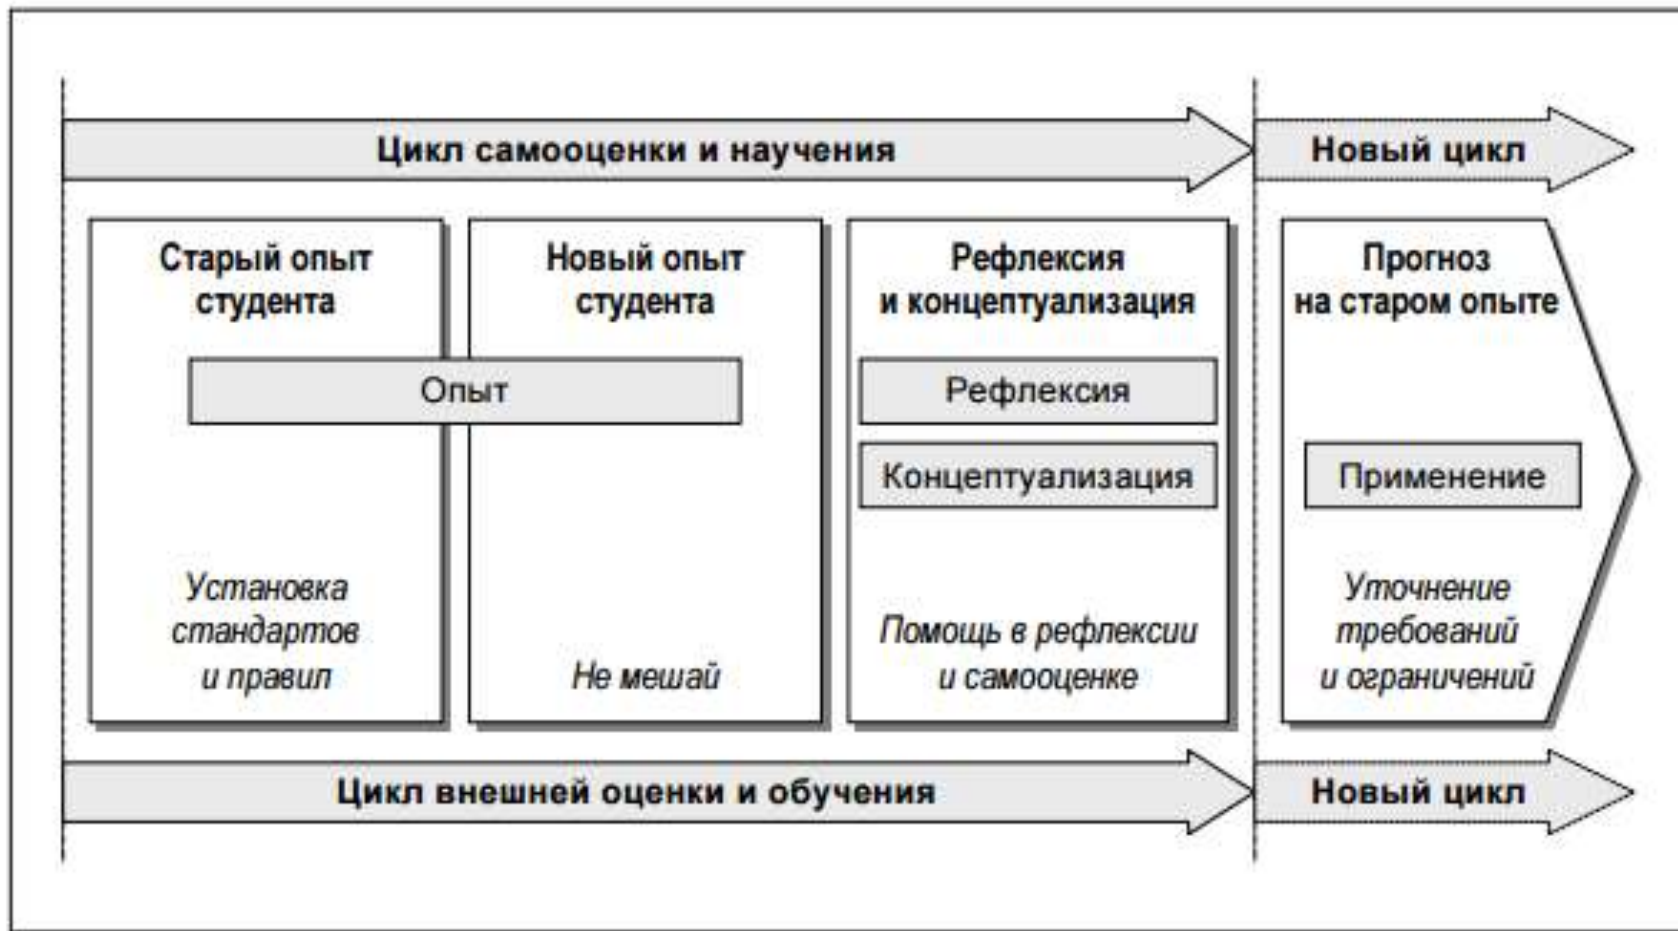 Цикл самооценки и научения
Новый цикл
Старый опыт
студента
Опыт
Установка
стандартов
и правил
Новый опыт
студента
Не мешай
Рефлексия
и концептуализация
Рефлексия
Концептуализация
Помощь в рефлексии
и самооценке
Прогноз
на старом опыте
Применение
Уточнение
требований
и ограничений
Цикл внешней оценки и обучения
Новый цикл